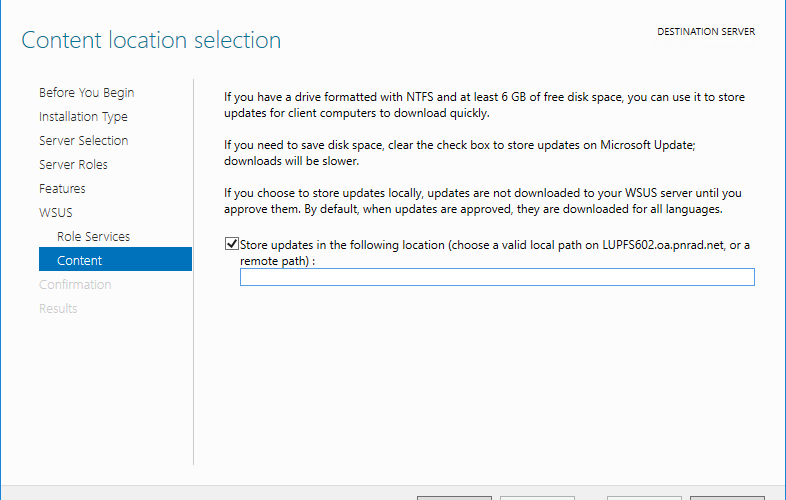 Content location selection
DESTINATION SERVER
Before You Begin
Installation Type
Server Selection
Server Roles
Features
WSUS
Role Services
Content
Confirmation
Results
If you have a drive formatted with NTFS and at least 6 GB of free disk space, you can use it to store
updates for client computers to download quickly.
If you need to save disk space, clear the check box to store updates on Microsoft Update;
downloads will be slower.
If you choose to store updates locally, updates are not downloaded to your WSUS server until you
approve them. By default, when updates are approved, they are downloaded for all languages.
Store updates in the following location (choose a valid local path on LUPFS602.oa.pnrad.net, or a
remote path) :